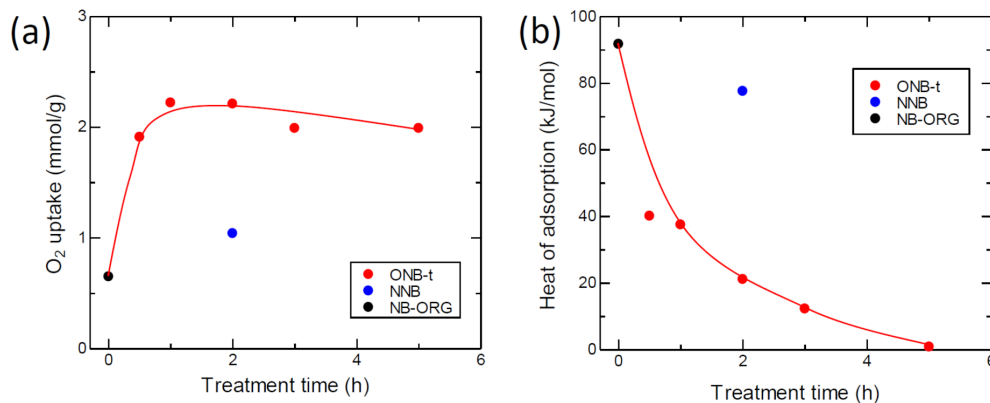 (a)
3
2
1
0
O₂ uptake (mmol/g)
ONB-t
NNB
NB-ORG
0 2 4 6
Treatment time (h)
(b)
100
80
60
40
20
0
Heat of adsorption (kJ/mol)
ONB-t
NNB
NB-ORG
0 2 4 6
Treatment time (h)